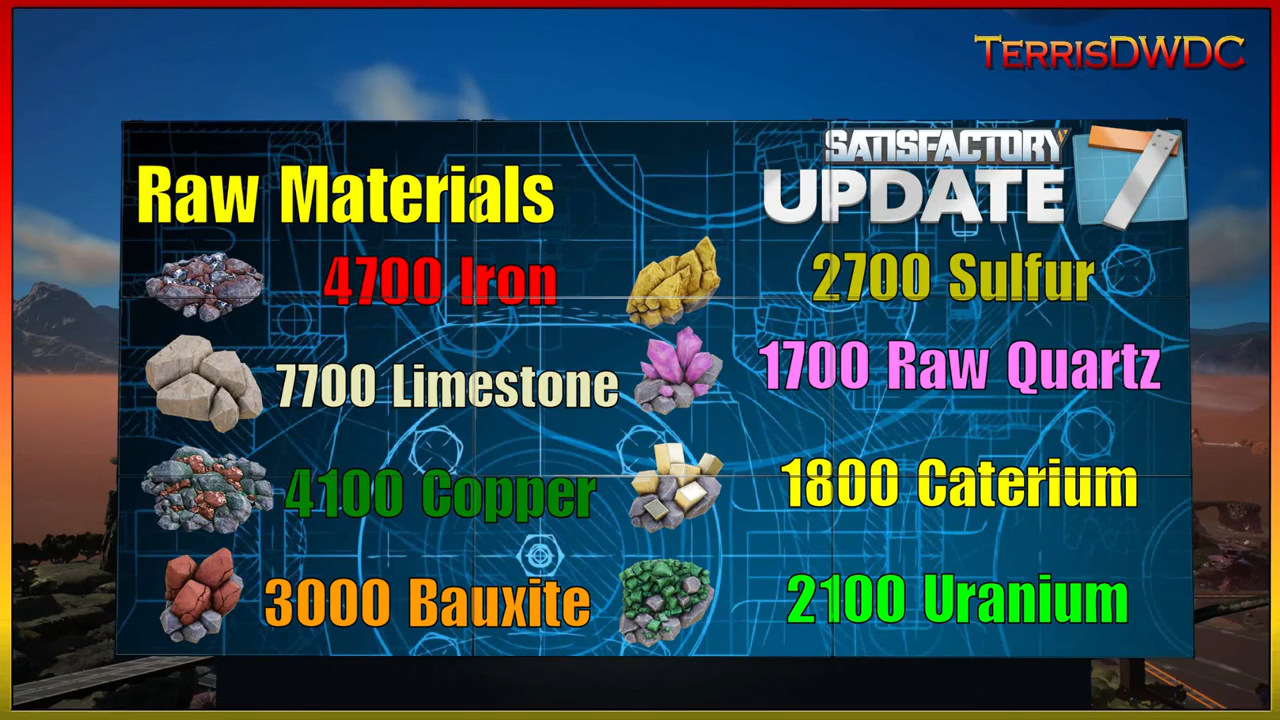 TERRISDWDC
SATISFACTORY
UPDATE 7
Raw Materials
4700 Iron
7700 Limestone
4100 Copper
3000 Bauxite
2700 Sulfur
1700 Raw Quartz
1800 Caterium
2100 Uranium